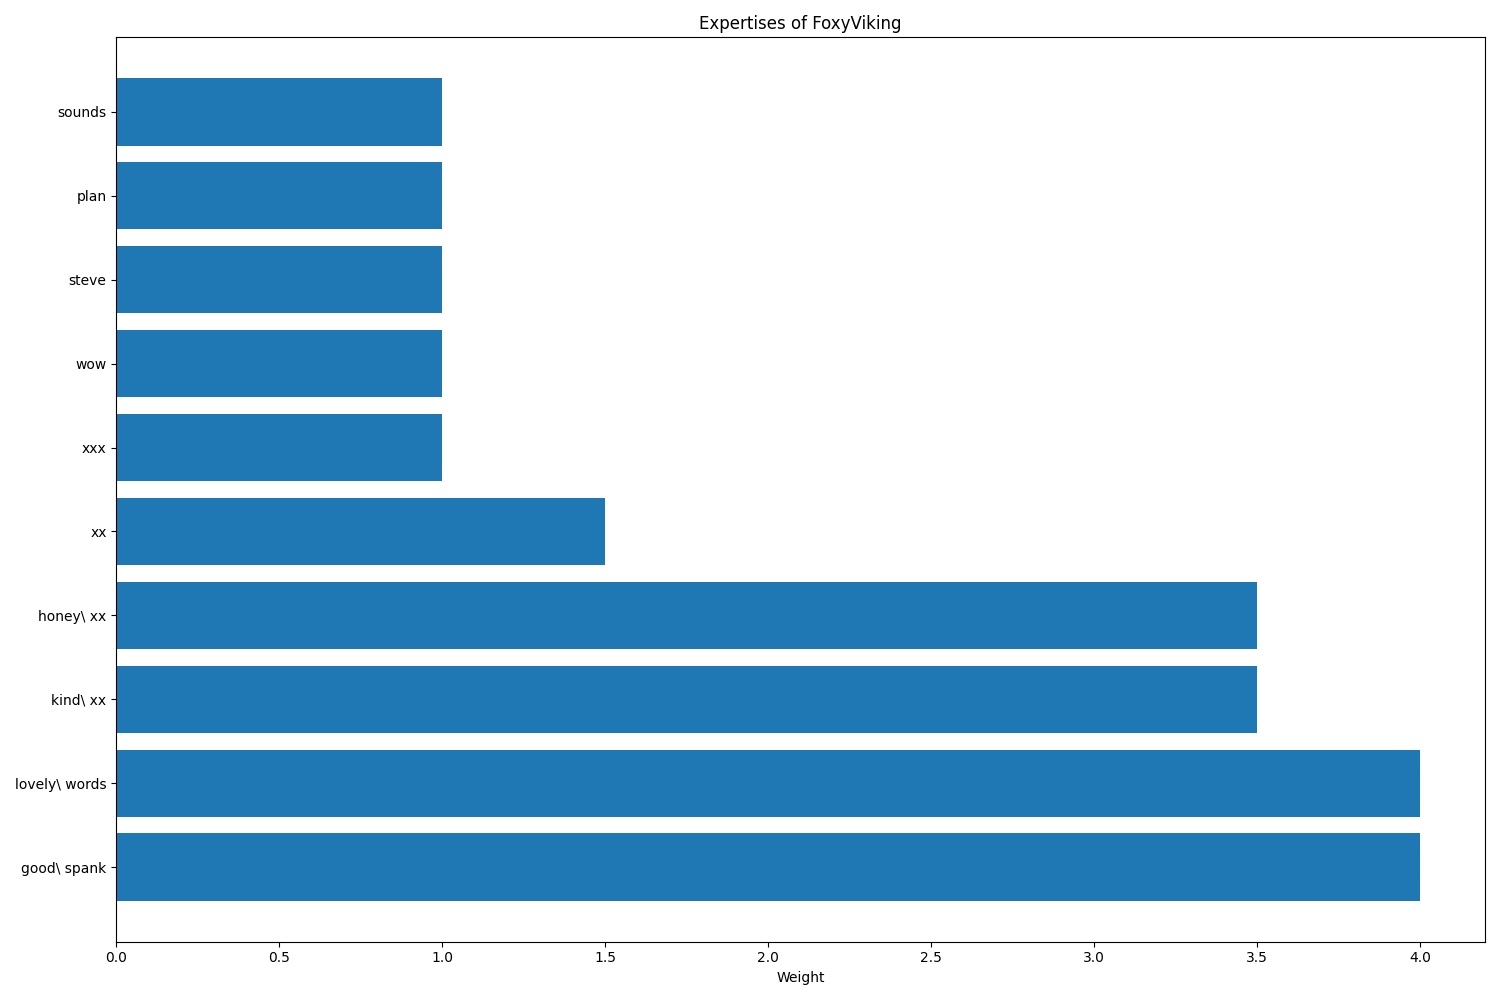 Expertises of FoxyViking
sounds
plan
steve
wow
xxx
xx
honey\ xx
kind\ xx
lovely\ words
good\ spank
0.0 0.5 1.0 1.5 2.0 2.5 3.0 3.5 4.0
Weight